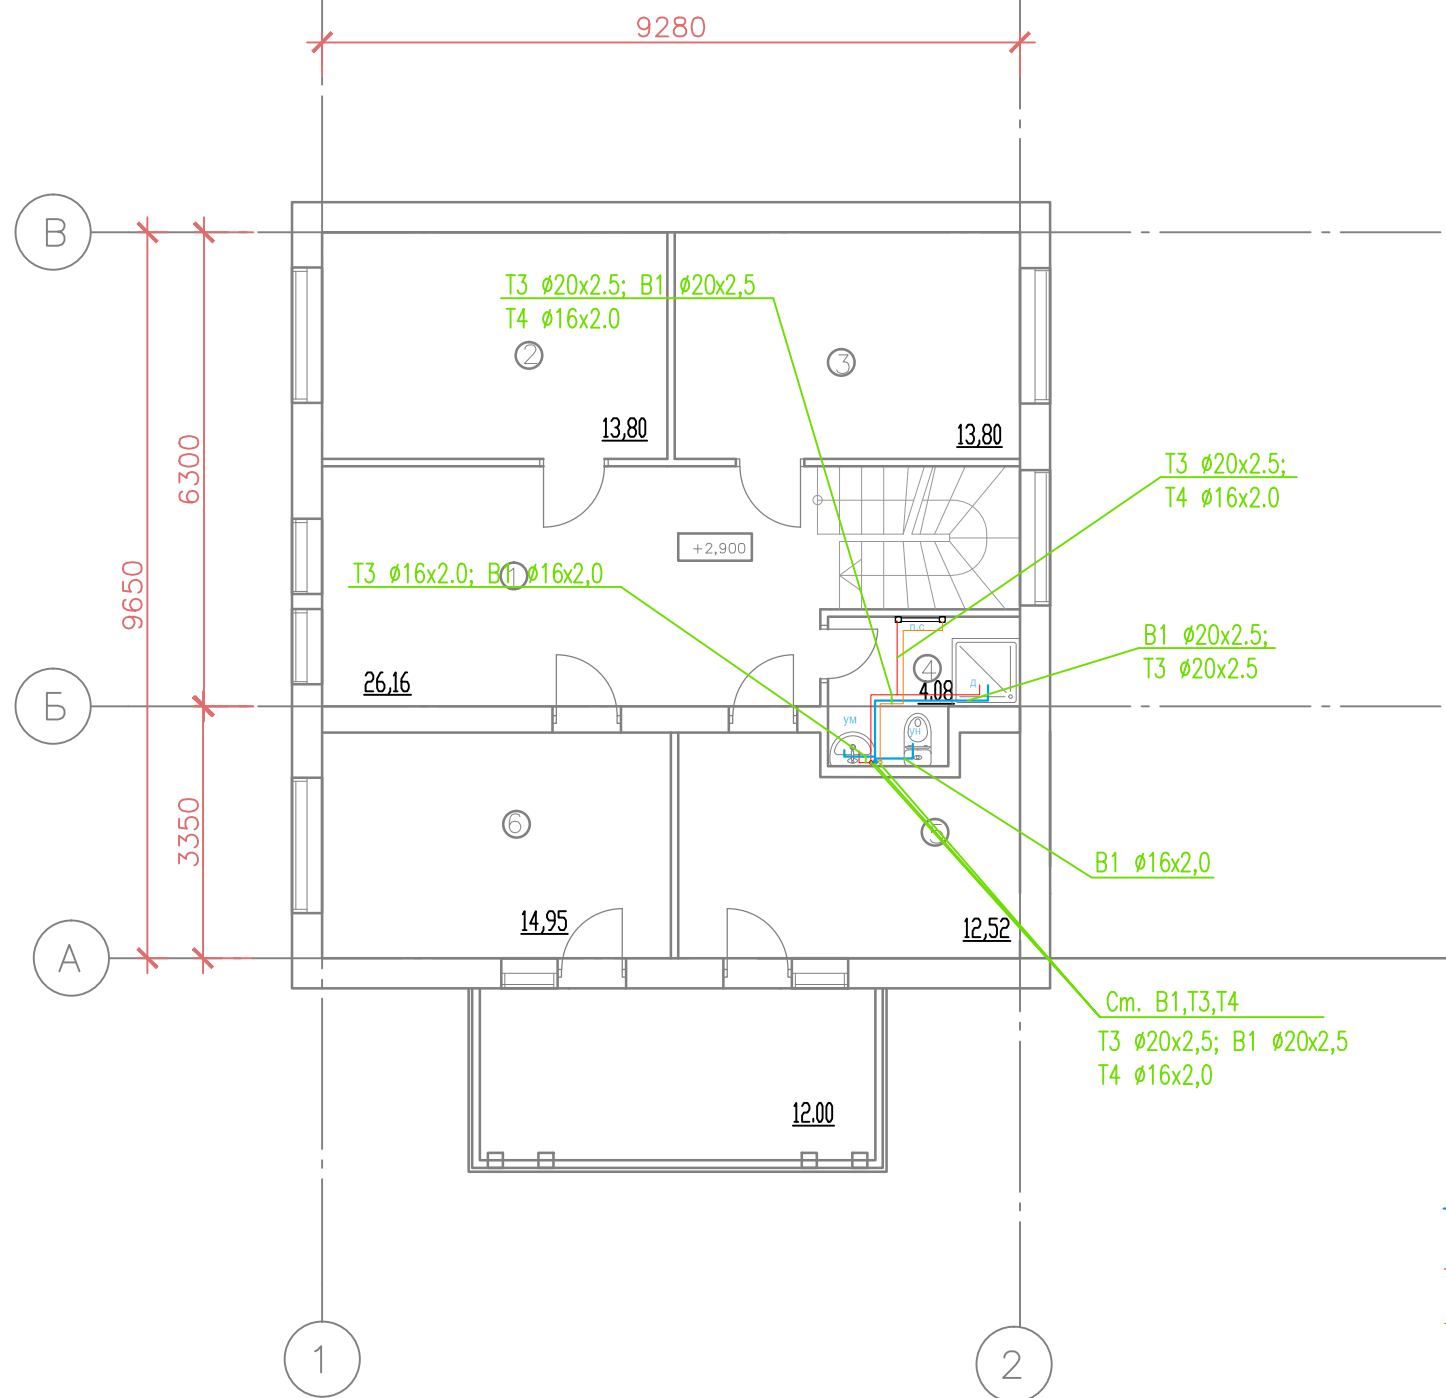 9280
В
Т3 ø20х2.5; В1 ø20х2,5
Т4 ø16х2.0
2
3
13,80
13,80
6300
Т3 ø20х2.5;
Т4 ø16х2.0
+2,900
9650
Т3 ø16х2.0; В1 ø16х2,0
1
п.с
В1 ø20х2.5;
Т3 ø20х2.5
4
26,16
д
4.08
Б
ум
ун
6
5
3350
В1 ø16х2,0
14,95
12,52
А
Ст. В1,Т3,Т4
Т3 ø20х2,5; В1 ø20х2,5
Т4 ø16х2,0
12.00
1
2